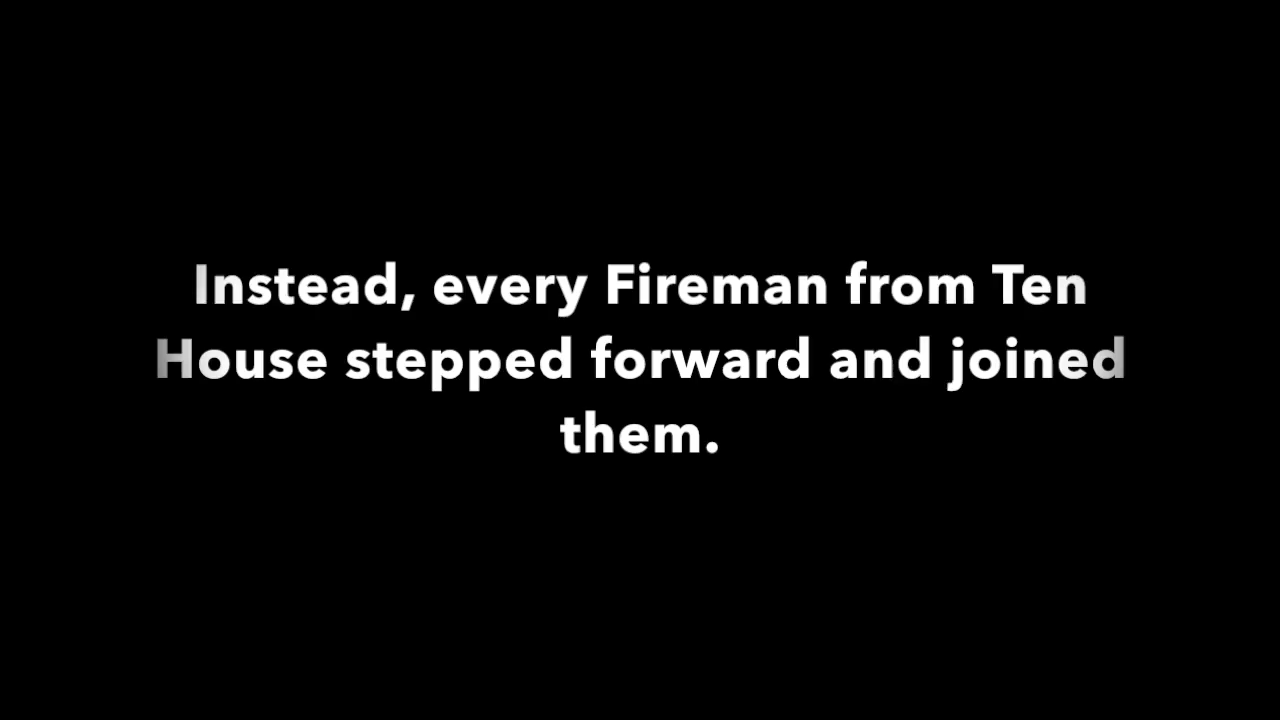 Instead, every Fireman from Ten
House stepped forward and joined
them.